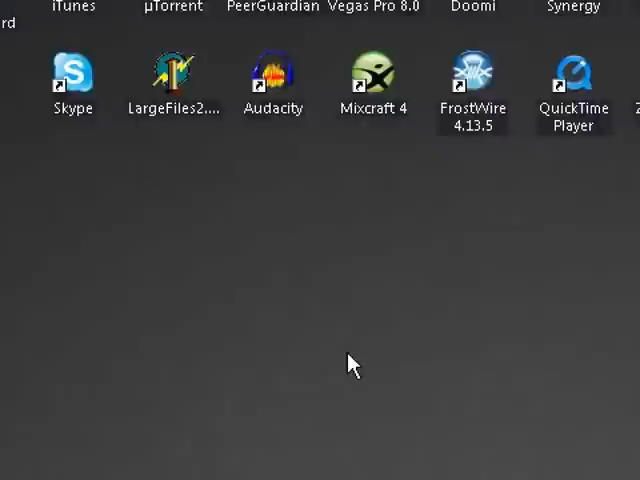 iTunes
µTorrent
PeerGuardian
Vegas Pro 8.0
Doomi
Synergy
rd
Skype
LargeFiles2....
Audacity
Mixcraft 4
FrostWire
4.13.5
QuickTime
Player